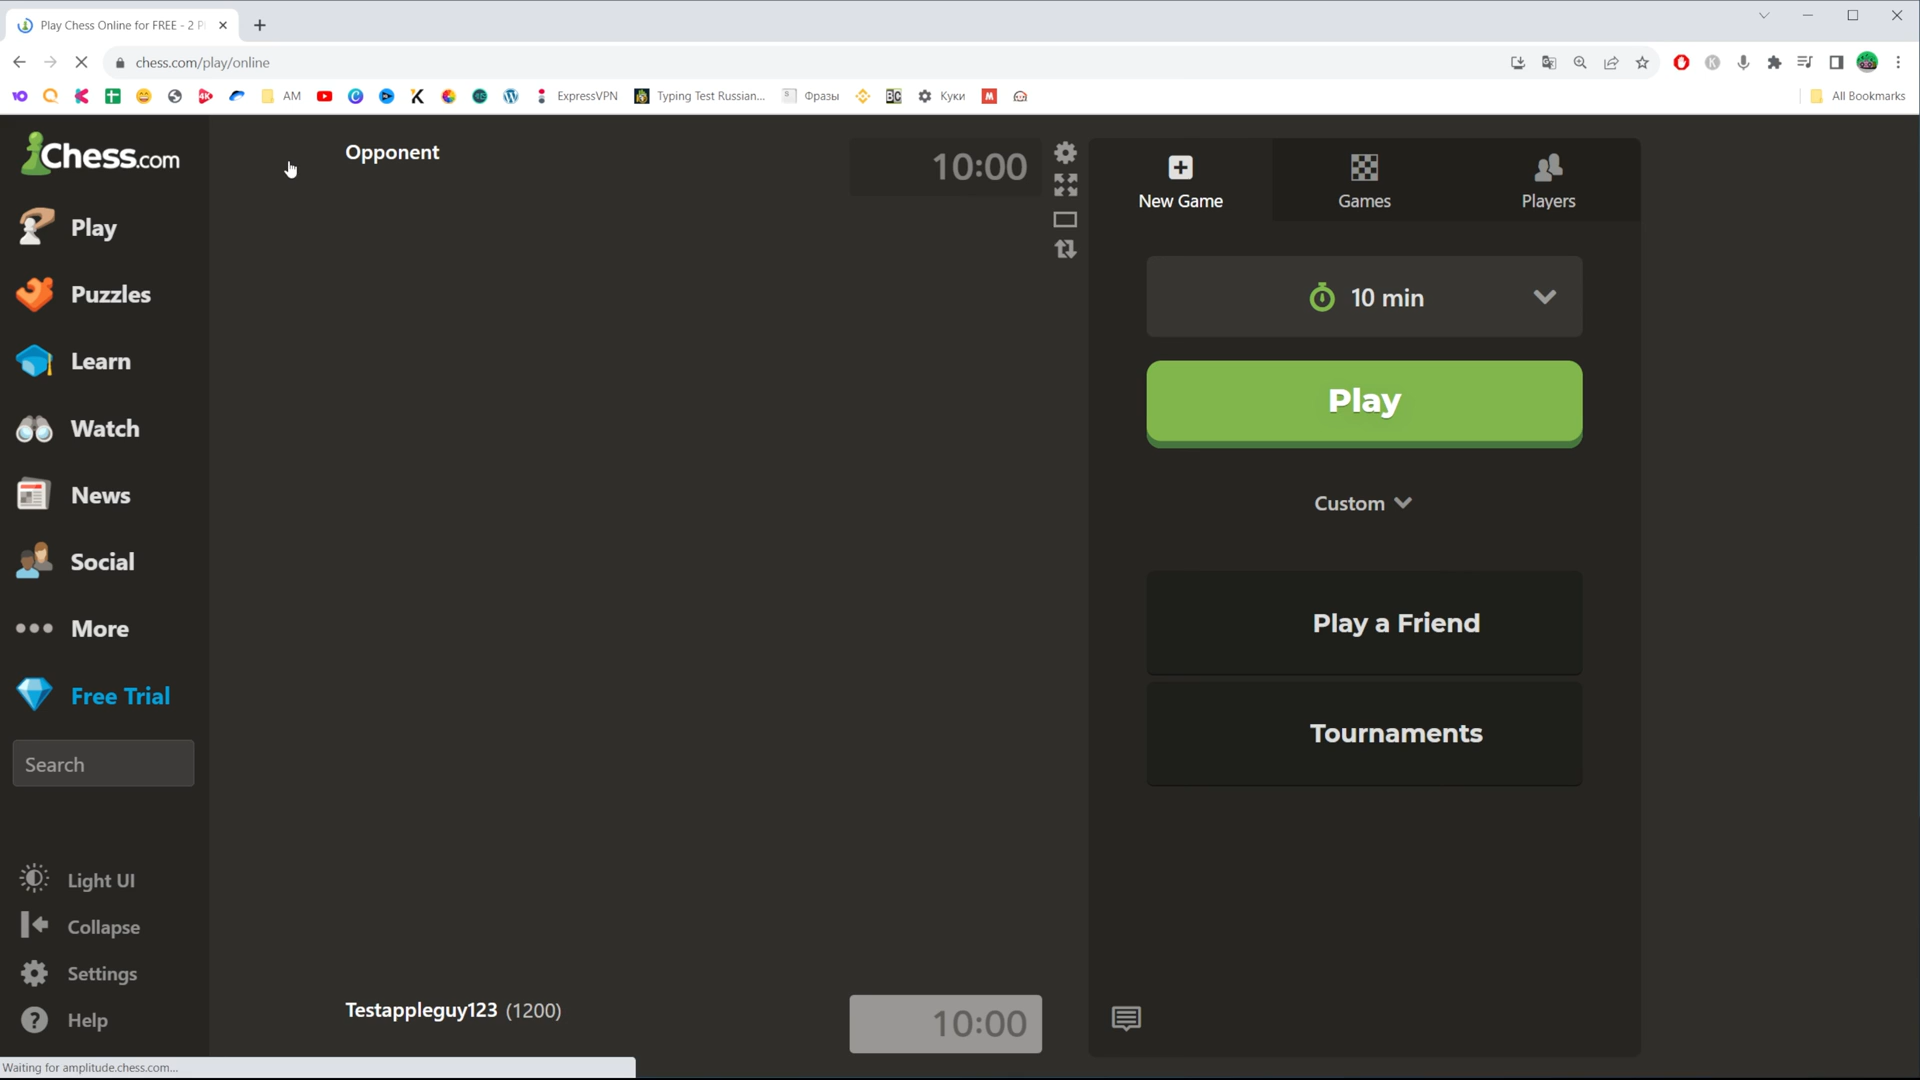 Play Chess Online for FREE - 2 P
chess.com/play/online
AM
ExpressVPN
Typing Test Russian...
Фразы
Куки
All Bookmarks
Chess.com
Play
Puzzles
Learn
Watch
News
Social
More
Free Trial
Search
Light UI
Collapse
Settings
Help
Waiting for amplitude.chess.com...
Opponent
10:00
Testappleguy123 (1200)
10:00
New Game
Games
Players
10 min
Play
Custom
Play a Friend
Tournaments